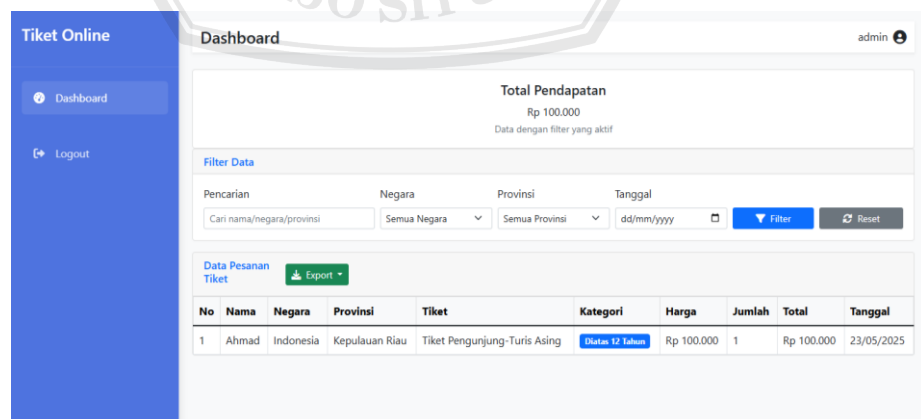 Tiket Online
Dashboard
admin
Dashboard
Logout
Total Pendapatan
Rp 100.000
Data dengan filter yang aktif
Filter Data
Pencarian Negara Provinsi Tanggal
Cari nama/negara/provinsi Semua Negara Semua Provinsi dd/mm/yyyy Filter Reset
Data Pesanan
Tiket
Export
No Nama Negara Provinsi Tiket Kategori Harga Jumlah Total Tanggal
1 Ahmad Indonesia Kepulauan Riau Tiket Pengunjung-Turis Asing Diatas 12 Tahun Rp 100.000 1 Rp 100.000 23/05/2025